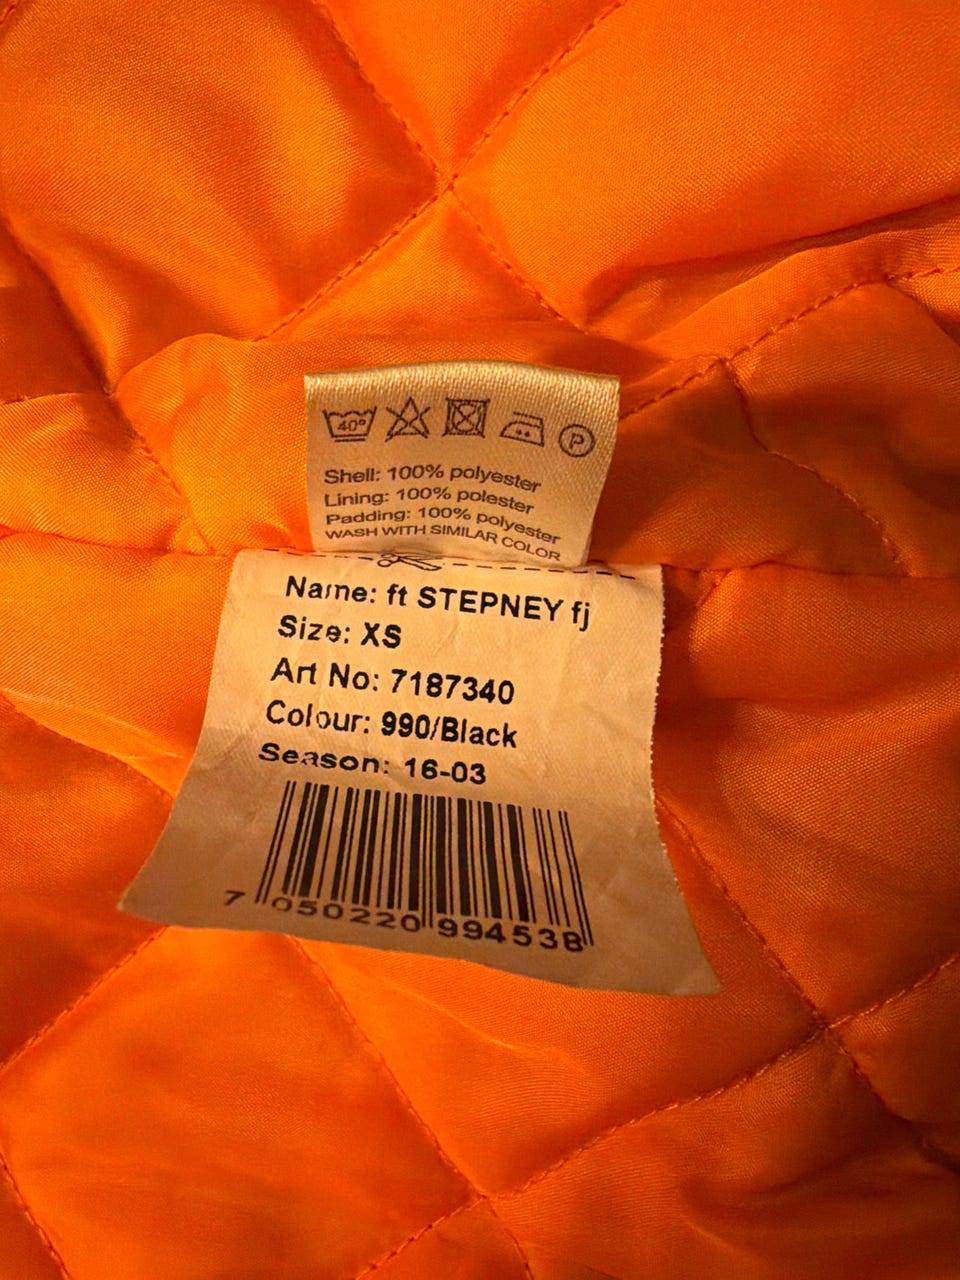 40°
P
Shell: 100% polyester
Lining: 100% polester
Padding: 100% polyester
WASH WITH SIMILAR COLOR
Name: ft STEPNEY fj
Size: XS
Art No: 7187340
Colour: 990/Black
Season: 16-03
7 050220 994538